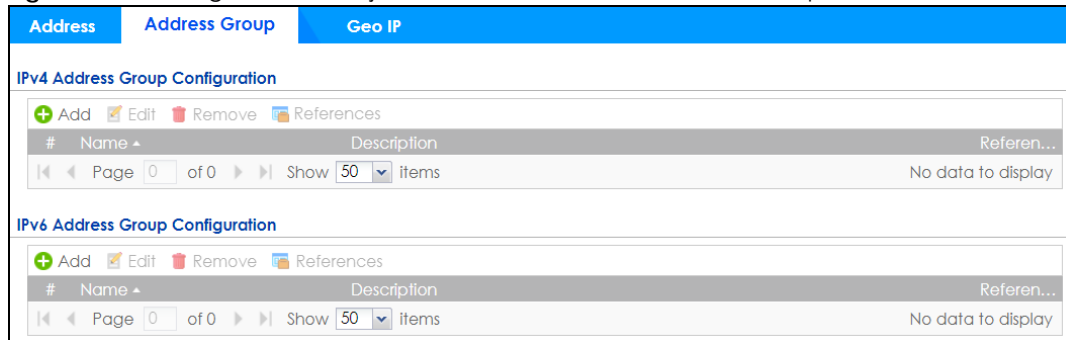 Address Address Group Geo IP
IPv4 Address Group Configuration
Add Edit Remove References
# Name Description Referen...
Page 0 of 0 Show 50 items No data to display
IPv6 Address Group Configuration
Add Edit Remove References
# Name Description Referen...
Page 0 of 0 Show 50 items No data to display